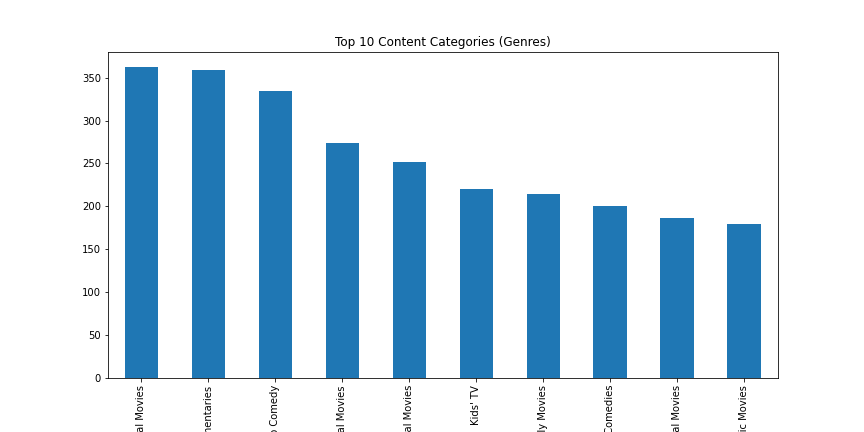 Top 10 Content Categories (Genres)
350
300
250
200
150
100
50
0
al Movies
mentaries
Comedy
al Movies
al Movies
Kids' TV
ly Movies
Comedies
al Movies
ic Movies